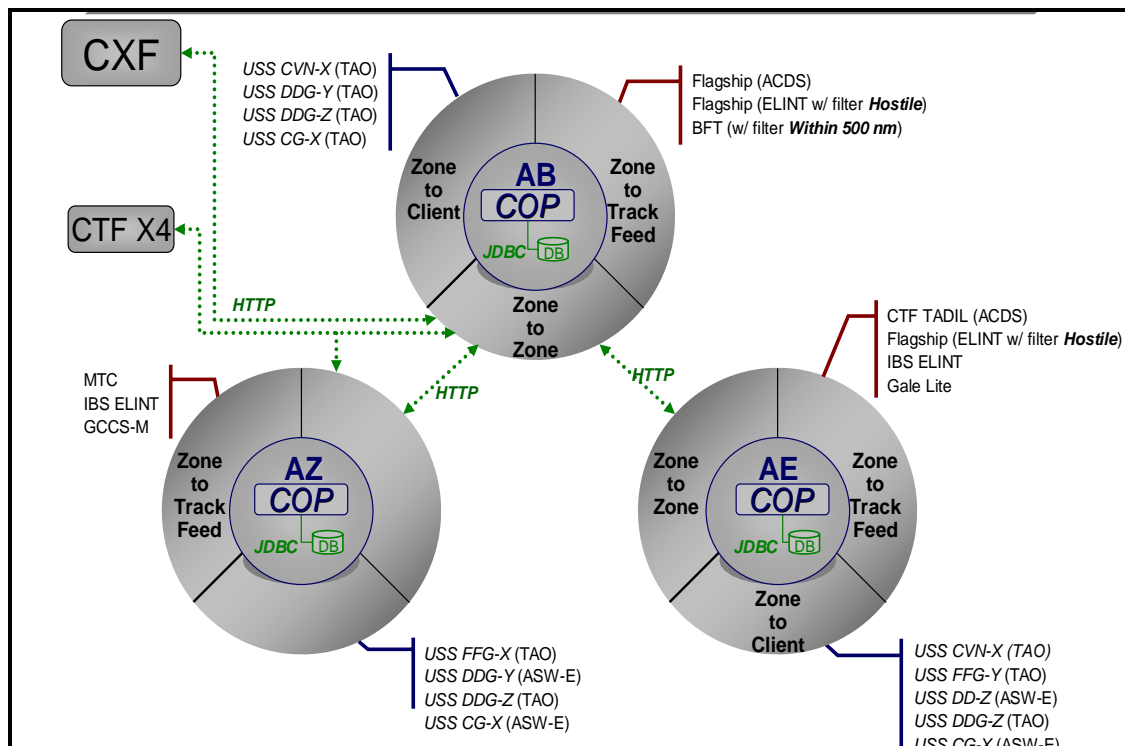 CXF
USS CVN-X (TAO)
USS DDG-Y (TAO)
USS DDG-Z (TAO)
USS CG-X (TAO)
Flagship (ACDS)
Flagship (ELINT w/ filter Hostile)
BFT (w/ filter Within 500 nm)
Zone
to
Client
AB
COP
JDBC
DB
Zone
to
Track
Feed
Zone
to
Zone
CTF X4
HTTP
HTTP
HTTP
MTC
IBS ELINT
GCCS-M
Zone
to
Track
Feed
AZ
COP
JDBC
DB
USS FFG-X (TAO)
USS DDG-Y (ASW-E)
USS DDG-Z (TAO)
USS CG-X (ASW-E)
CTF TADIL (ACDS)
Flagship (ELINT w/ filter Hostile)
IBS ELINT
Gale Lite
Zone
to
Zone
AE
COP
JDBC
DB
Zone
to
Track
Feed
Zone
to
Client
USS CVN-X (TAO)
USS FFG-Y (TAO)
USS DD-Z (ASW-E)
USS DDG-Z (TAO)
USS CG-X (ASW-E)